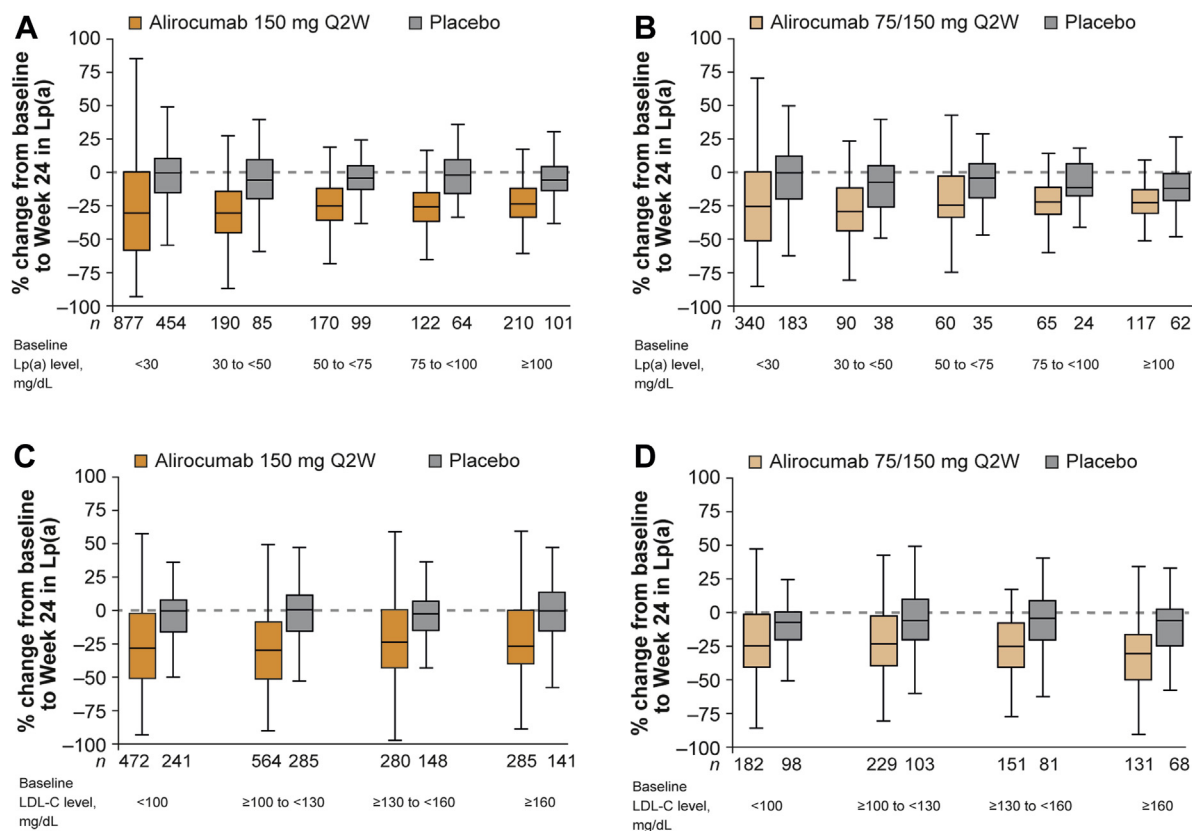 A
Alirocumab 150 mg Q2W Placebo
% change from baseline
to Week 24 in Lp(a)
100
75
50
25
0
–25
–50
–75
–100
n 877 454 190 85 170 99 122 64 210 101
Baseline
Lp(a) level, <30 30 to <50 50 to <75 75 to <100 ≥100
mg/dL
B
Alirocumab 75/150 mg Q2W Placebo
% change from baseline
to Week 24 in Lp(a)
100
75
50
25
0
–25
–50
–75
–100
n 340 183 90 38 60 35 65 24 117 62
Baseline
Lp(a) level, <30 30 to <50 50 to <75 75 to <100 ≥100
mg/dL
C
Alirocumab 150 mg Q2W Placebo
% change from baseline
to Week 24 in Lp(a)
100
75
50
25
0
–25
–50
–75
–100
n 472 241 564 285 280 148 285 141
Baseline
LDL-C level, <100 ≥100 to <130 ≥130 to <160 ≥160
mg/dL
D
Alirocumab 75/150 mg Q2W Placebo
% change from baseline
to Week 24 in Lp(a)
100
75
50
25
0
–25
–50
–75
–100
n 182 98 229 103 151 81 131 68
Baseline
LDL-C level, <100 ≥100 to <130 ≥130 to <160 ≥160
mg/dL